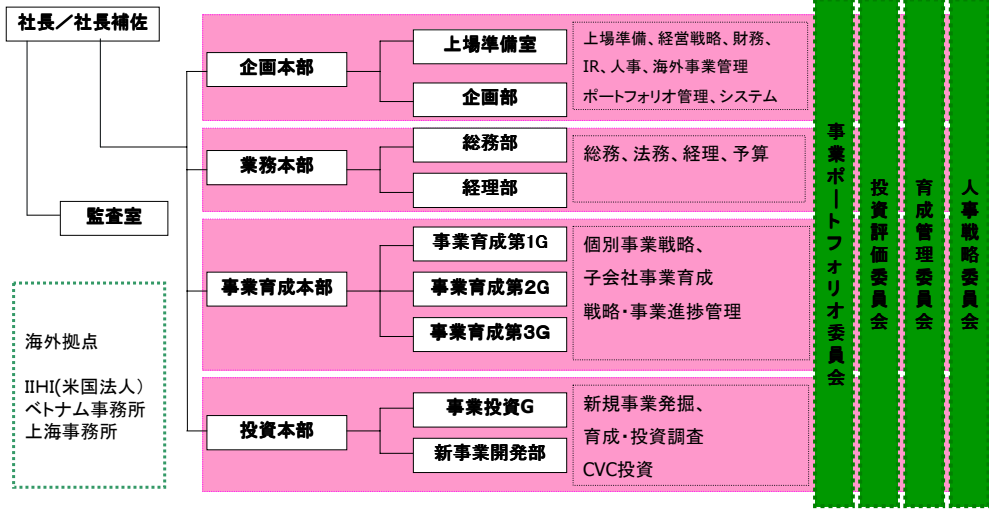 社長／社長補佐
監査室
海外拠点
IIHI(米国法人)
ベトナム事務所
上海事務所
企画本部
上場準備室
企画部
上場準備、経営戦略、財務、
IR、人事、海外事業管理
ポートフォリオ管理、システム
業務本部
総務部
経理部
総務、法務、経理、予算
事業育成本部
事業育成第1G
事業育成第2G
事業育成第3G
個別事業戦略、
子会社事業育成
戦略・事業進捗管理
投資本部
事業投資G
新事業開発部
新規事業発掘、
育成・投資調査
CVC投資
事業ポートフォリオ委員会
投資評価委員会
育成管理委員会
人事戦略委員会